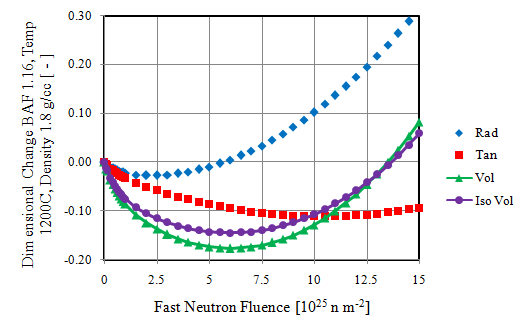 Dimensional Change BAF 1.16, Temp
1200C, Density 1.8 g/cc [ - ]
0.30
0.20
0.10
0.00
-0.10
-0.20
0
2.5
5
7.5
10
12.5
15
Fast Neutron Fluence [10²⁵ n m⁻²]
Rad
Tan
Vol
Iso Vol